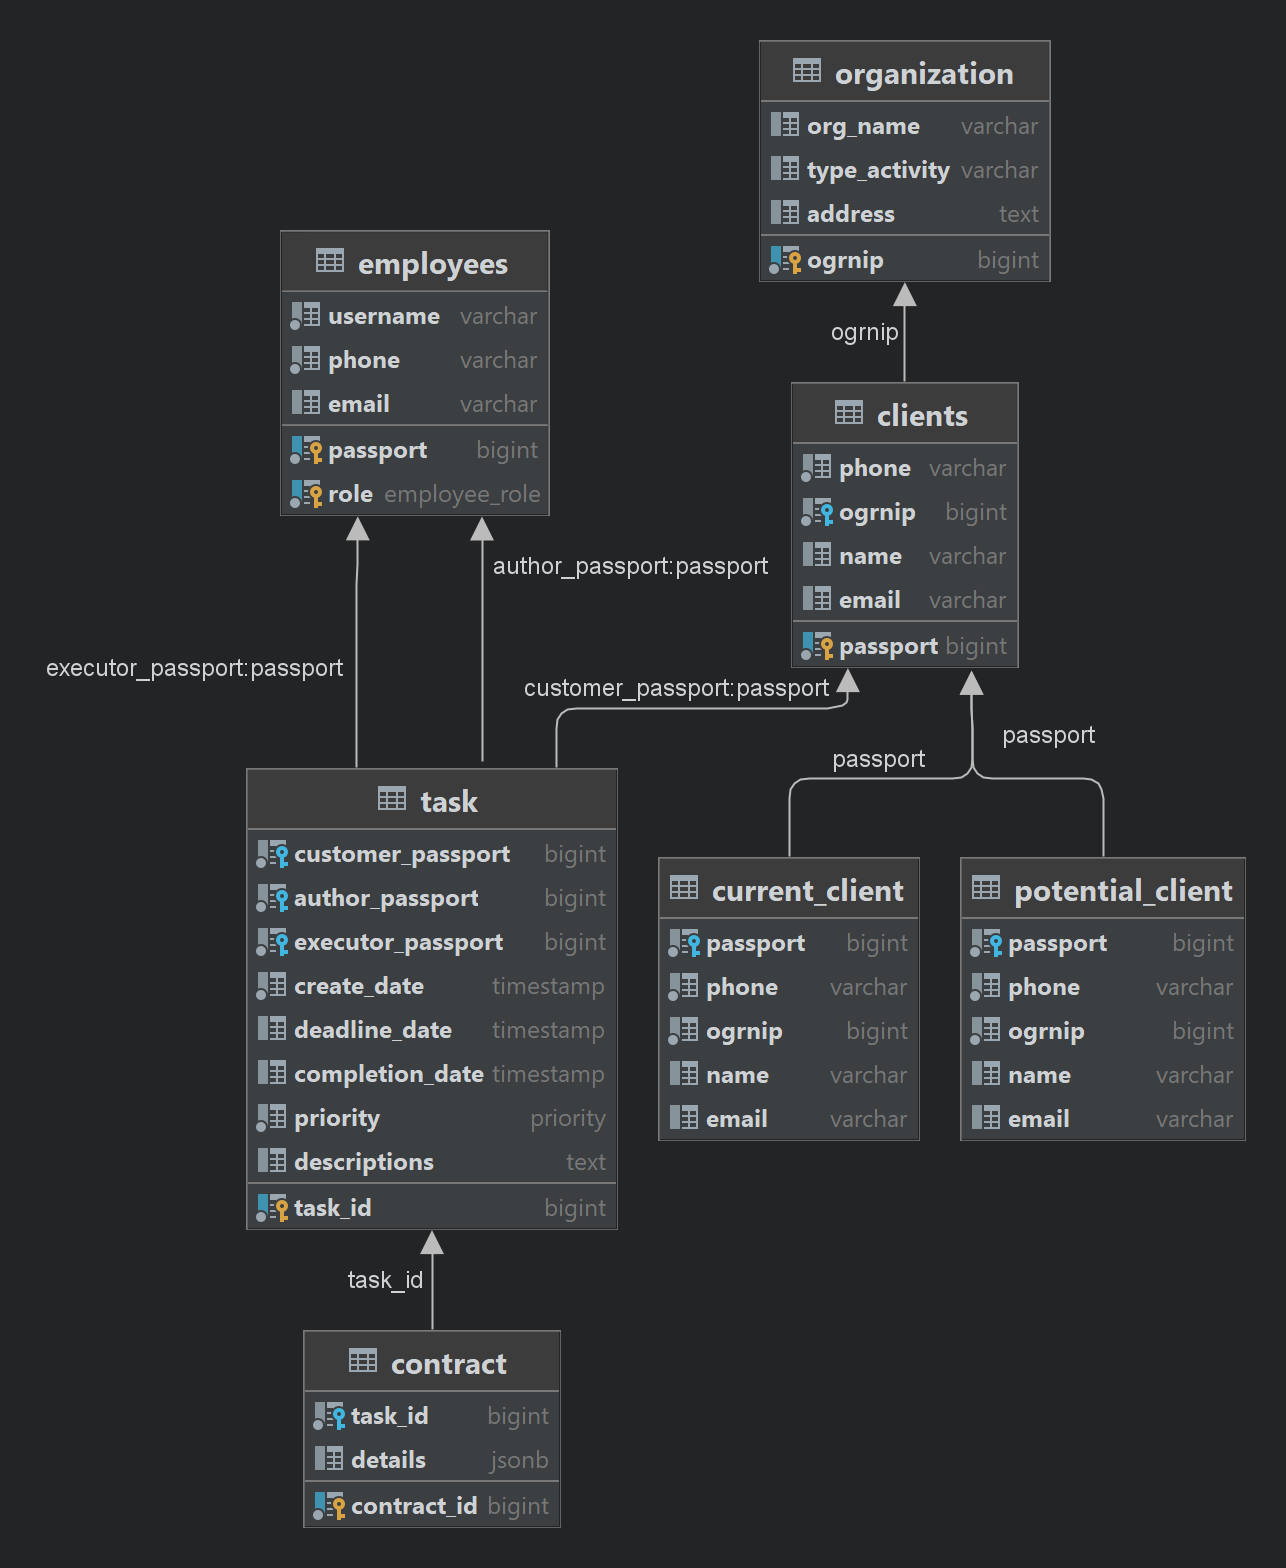 organization
org_name varchar
type_activity varchar
address text
ogrnip bigint
employees
username varchar
phone varchar
email varchar
passport bigint
role employee_role
ogrnip
clients
phone varchar
ogrnip bigint
name varchar
email varchar
passport bigint
author_passport:passport
executor_passport:passport
customer_passport:passport
passport
passport
task
customer_passport bigint
author_passport bigint
executor_passport bigint
create_date timestamp
deadline_date timestamp
completion_date timestamp
priority priority
descriptions text
task_id bigint
current_client
passport bigint
phone varchar
ogrnip bigint
name varchar
email varchar
potential_client
passport bigint
phone varchar
ogrnip bigint
name varchar
email varchar
task_id
contract
task_id bigint
details jsonb
contract_id bigint